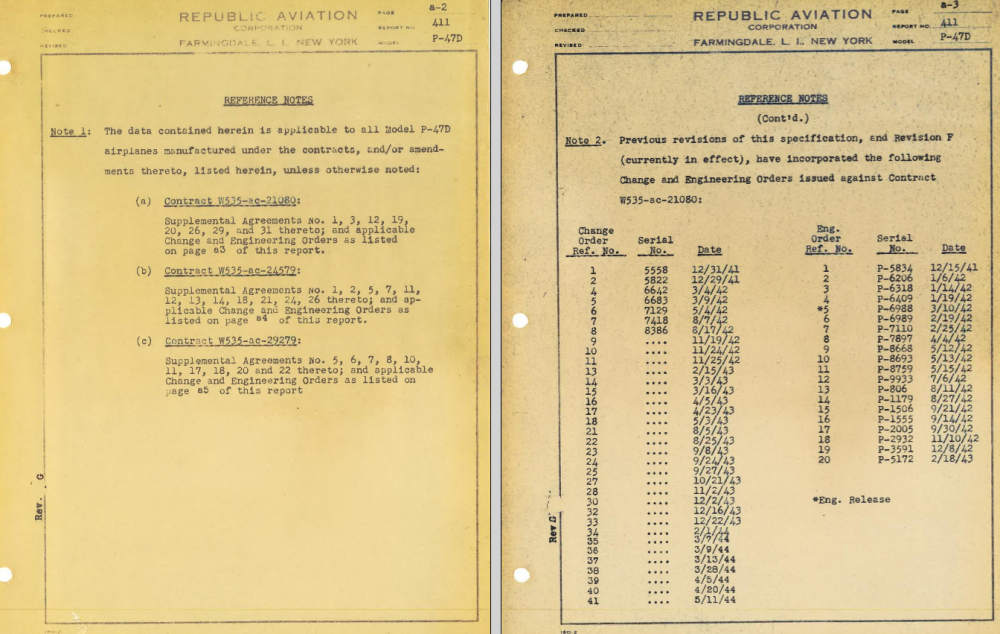 PREPARED
CHECKED
REVISED
REPUBLIC AVIATION
CORPORATION
FARMINGDALE, L. I., NEW YORK
PAGE a-2
REPORT NO. 411
MODEL P-47D
REFERENCE NOTES
Note 1: The data contained herein is applicable to all Model P-47D
airplanes manufactured under the contracts, and/or amend-
ments thereto, listed herein, unless otherwise noted:
(a) Contract W535-ac-21080:
Supplemental Agreements No. 1, 3, 12, 19,
20, 26, 29, and 31 thereto; and applicable
Change and Engineering Orders as listed
on page a3 of this report.
(b) Contract W535-ac-24579:
Supplemental Agreements No. 1, 2, 5, 7, 11,
12, 13, 14, 18, 21, 24, 26 thereto; and ap-
plicable Change and Engineering Orders as
listed on page a4 of this report.
(c) Contract W535-ac-29279:
Supplemental Agreements No. 5, 6, 7, 8, 10,
11, 17, 18, 20 and 22 thereto; and applicable
Change and Engineering Orders as listed on
page a5 of this report
Rev. G
PREPARED
CHECKED
REVISED
REPUBLIC AVIATION
CORPORATION
FARMINGDALE, L. I., NEW YORK
PAGE a-3
REPORT NO. 411
MODEL P-47D
REFERENCE NOTES
(Cont'd.)
Note 2. Previous revisions of this specification, and Revision F
(currently in effect), have incorporated the following
Change and Engineering Orders issued against Contract
W535-ac-21080:
Change Eng.
Order Serial Order Serial
Ref. No. No. Date Ref. No. No. Date
1 5558 12/31/41 1 P-5834 12/15/41
2 5822 12/29/41 2 P-6206 1/6/42
4 6642 3/4/42 3 P-6318 1/14/42
5 6683 3/9/42 4 P-6409 1/19/42
6 7129 5/4/42 *5 P-6988 3/10/42
7 7418 8/7/42 6 P-6989 2/19/42
8 8386 8/17/42 7 P-7110 2/25/42
9 .... 11/19/42 8 P-7897 4/4/42
10 .... 11/24/42 9 P-8668 5/12/42
11 .... 11/25/42 10 P-8693 5/13/42
13 .... 2/15/43 11 P-8759 5/15/42
14 .... 3/3/43 12 P-9933 7/6/42
15 .... 3/16/43 13 P-806 8/11/42
16 .... 4/5/43 14 P-1179 8/27/42
17 .... 4/23/43 15 P-1506 9/21/42
18 .... 5/3/43 16 P-1555 9/14/42
21 .... 8/5/43 17 P-2005 9/30/42
22 .... 8/25/43 18 P-2932 11/10/42
23 .... 9/8/43 19 P-3591 12/8/42
24 .... 9/24/43 20 P-5172 2/18/43
25 .... 9/27/43
27 .... 10/21/43
28 .... 11/2/43
30 .... 12/2/43 *Eng. Release
32 .... 12/16/43
33 .... 12/22/43
34 .... 2/1/44
35 .... 3/7/44
36 .... 3/9/44
37 .... 3/13/44
38 .... 3/28/44
39 .... 4/5/44
40 .... 4/20/44
41 .... 5/11/44
Rev G